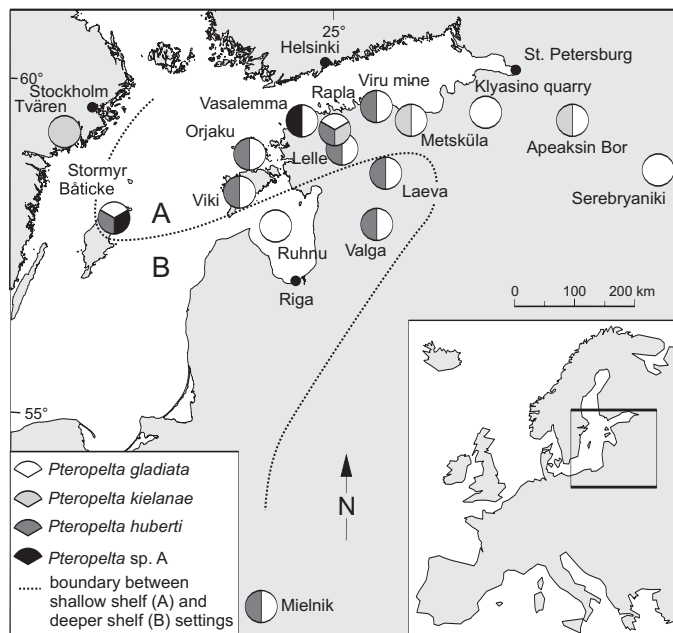 25°
Helsinki
St. Petersburg
60°
Stockholm
Tvären
Vasalemma
Rapla
Viru mine
Klyasino quarry
Orjaku
Lelle
Metsküla
Apeaksin Bor
Stormyr
Båticke
Viki
Laeva
Serebryaniki
A
B
Ruhnu
Valga
Riga
0 100 200 km
55°
N
Pteropelta gladiata
Pteropelta kielanae
Pteropelta huberti
Pteropelta sp. A
boundary between
shallow shelf (A) and
deeper shelf (B) settings
Mielnik